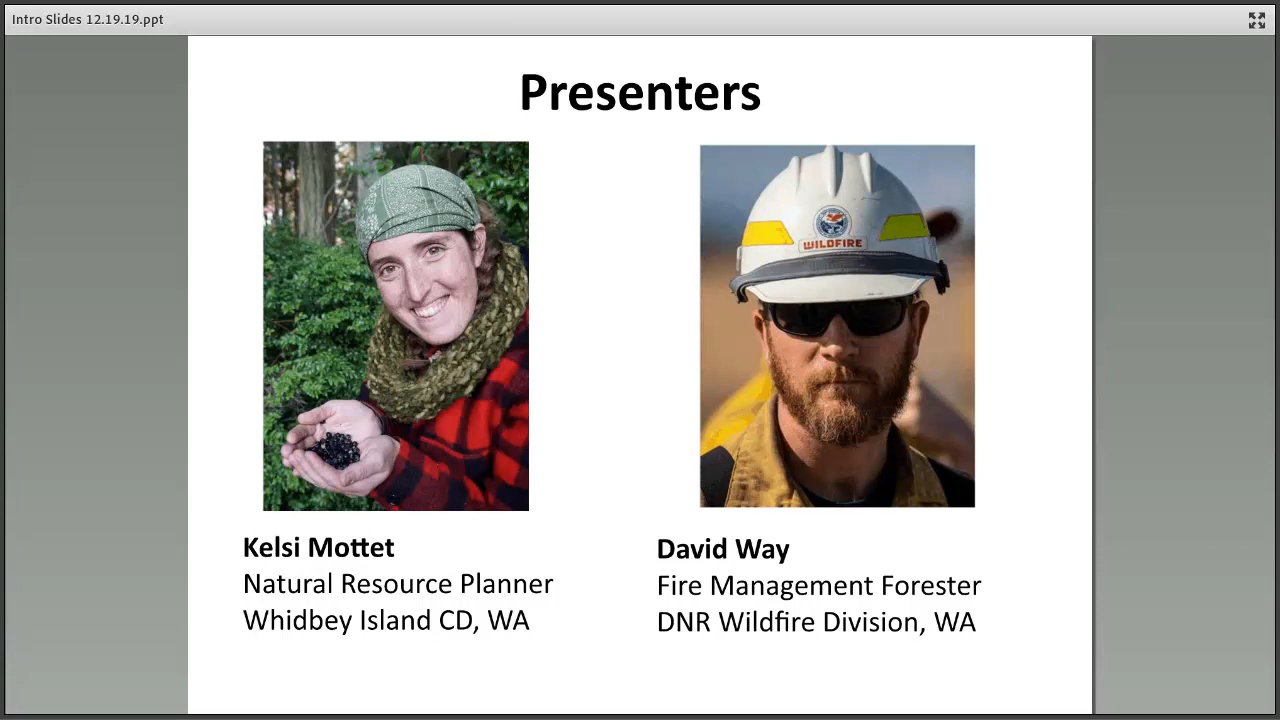 Intro Slides 12.19.19.ppt
Presenters
WILDFIRE
Kelsi Mottet
Natural Resource Planner
Whidbey Island CD, WA
David Way
Fire Management Forester
DNR Wildfire Division, WA